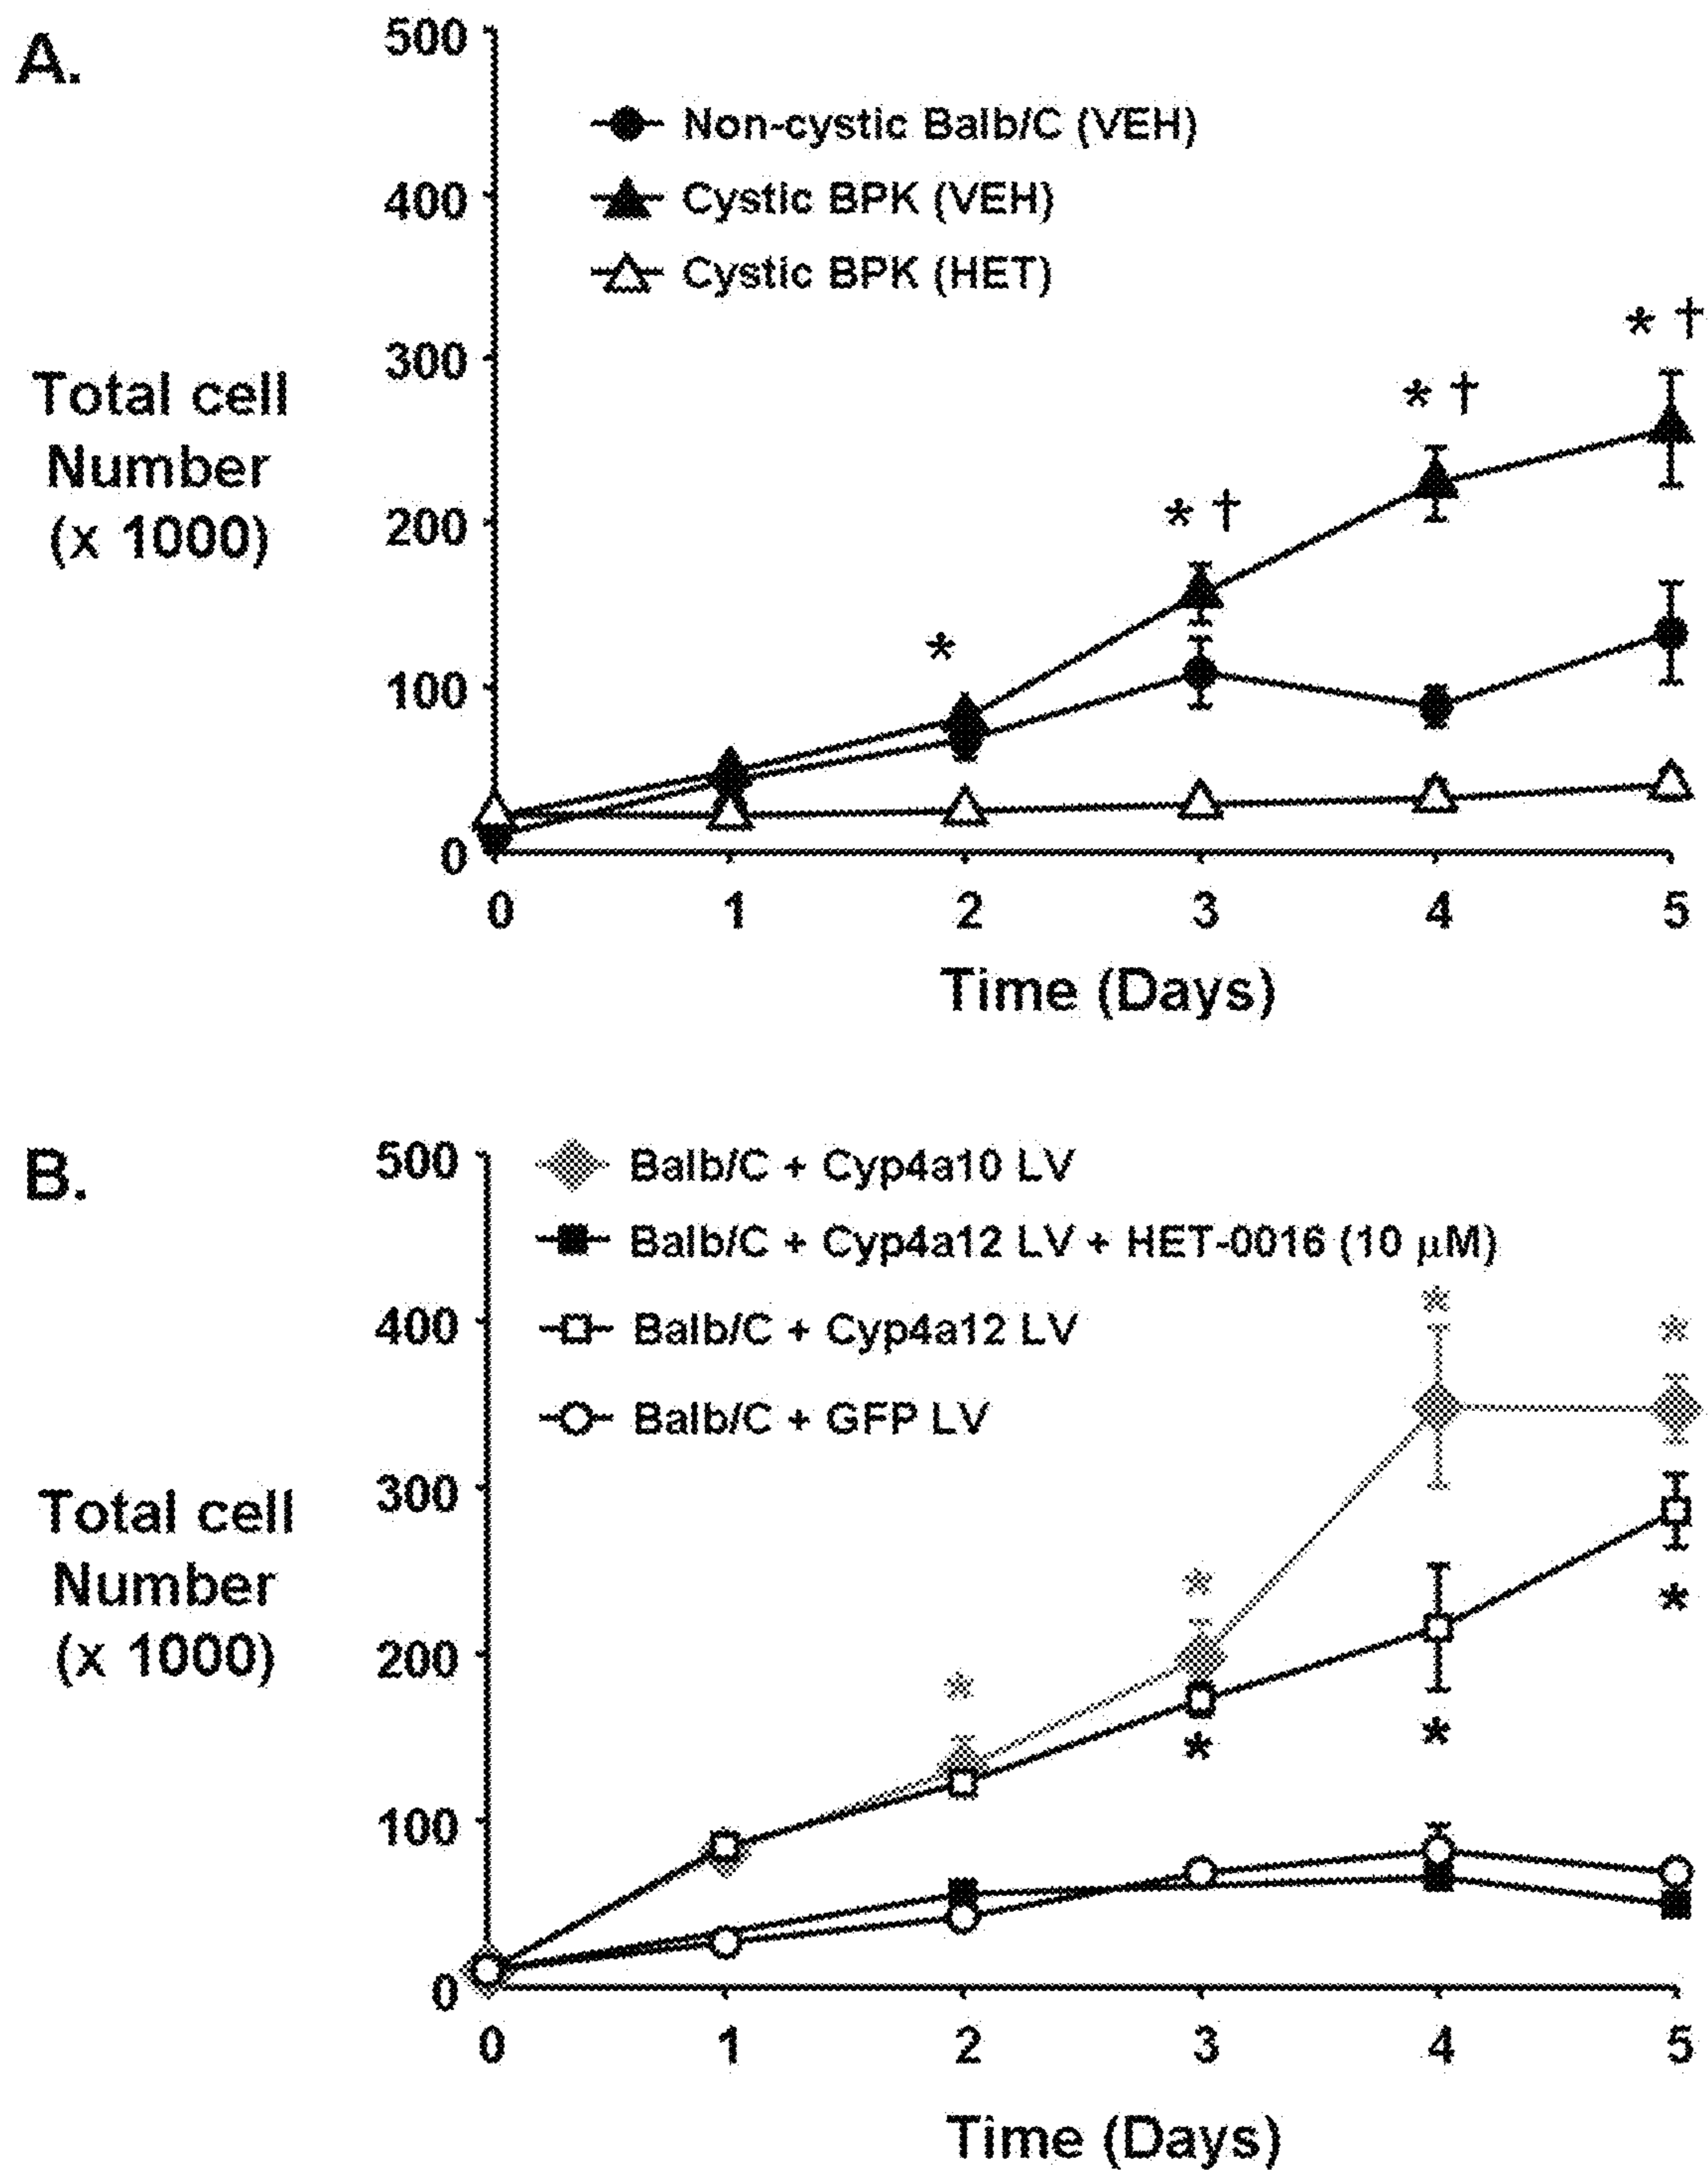 A.
500
400
300
200
100
0
Total cell
Number
(x 1000)
Non-cystic Balb/C (VEH)
Cystic BPK (VEH)
Cystic BPK (HET)
* †
* †
* †
*
0 1 2 3 4 5
Time (Days)
B.
500
400
300
200
100
0
Total cell
Number
(x 1000)
Balb/C + Cyp4a10 LV
Balb/C + Cyp4a12 LV + HET-0016 (10 µM)
Balb/C + Cyp4a12 LV
Balb/C + GFP LV
*
*
*
*
*
*
*
0 1 2 3 4 5
Time (Days)